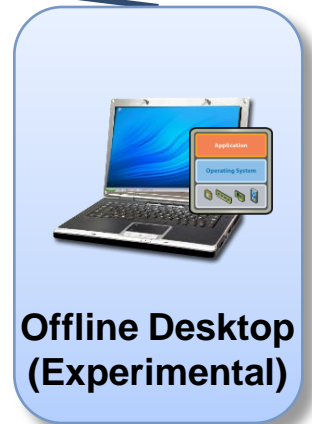 Application
Operating System
Offline Desktop
(Experimental)